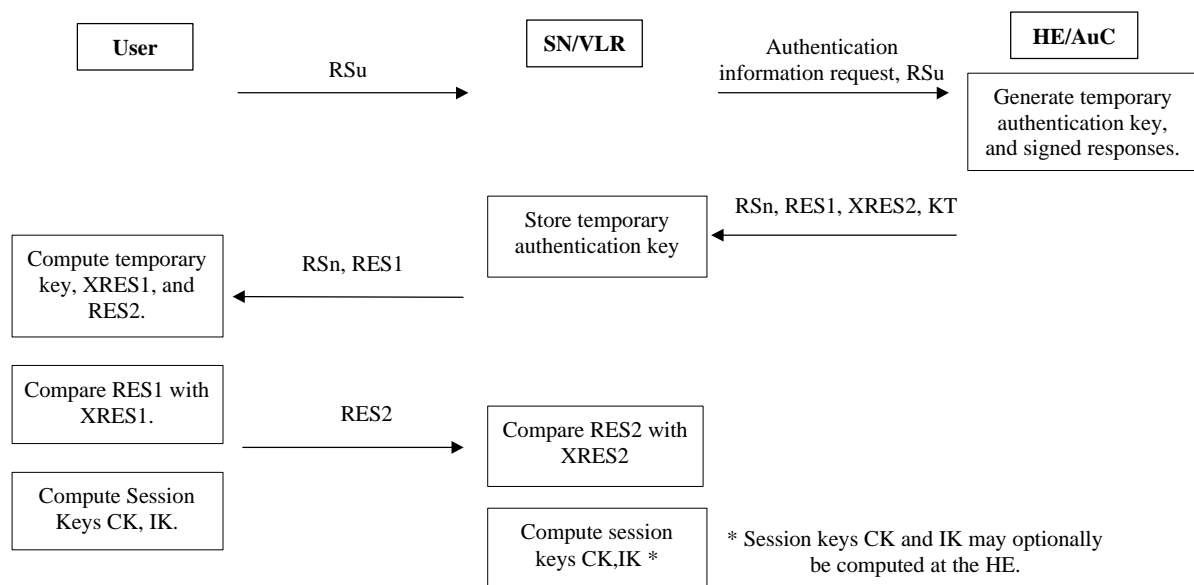 User
SN/VLR
HE/AuC
RSu
Authentication
information request, RSu
Generate temporary
authentication key,
and signed responses.
RSn, RES1, XRES2, KT
Store temporary
authentication key
Compute temporary
key, XRES1, and
RES2.
RSn, RES1
Compare RES1 with
XRES1.
RES2
Compare RES2 with
XRES2
Compute Session
Keys CK, IK.
Compute session
keys CK,IK *
* Session keys CK and IK may optionally
be computed at the HE.